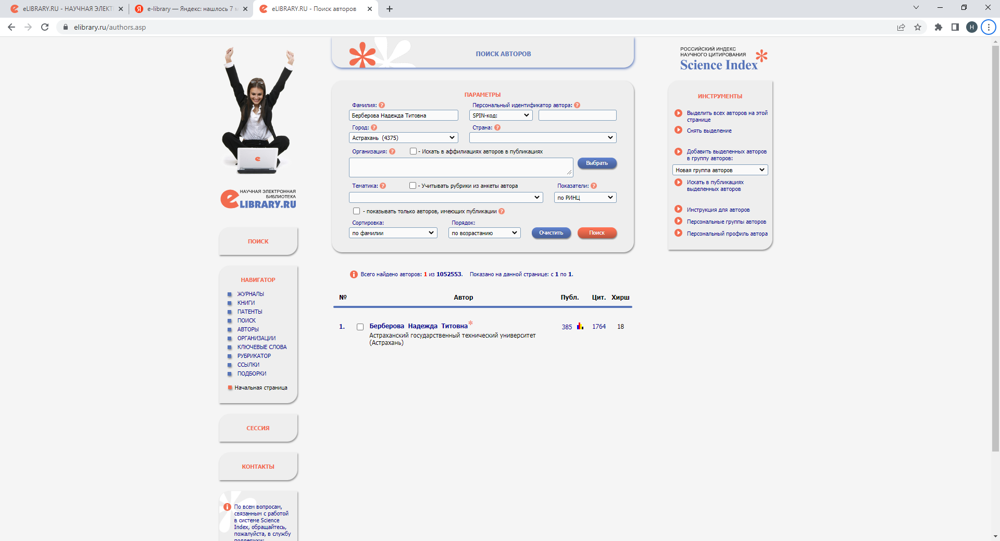 eLIBRARY.RU - НАУЧНАЯ ЭЛЕКТ
e-library — Яндекс: нашлось 7 м
eLIBRARY.RU - Поиск авторов
elibrary.ru/authors.asp
H
ПОИСК АВТОРОВ
РОССИЙСКИЙ ИНДЕКС
НАУЧНОГО ЦИТИРОВАНИЯ
Science Index
НАУЧНАЯ ЭЛЕКТРОННАЯ
БИБЛИОТЕКА
eLIBRARY.RU
ПОИСК
НАВИГАТОР
ЖУРНАЛЫ
КНИГИ
ПАТЕНТЫ
ПОИСК
АВТОРЫ
ОРГАНИЗАЦИИ
КЛЮЧЕВЫЕ СЛОВА
РУБРИКАТОР
ССЫЛКИ
ПОДБОРКИ
Начальная страница
СЕССИЯ
КОНТАКТЫ
По всем вопросам,
связанным с работой
в системе Science
Index, обращайтесь,
пожалуйста, в службу
поддержки:
ПАРАМЕТРЫ
Фамилия: ? Персональный идентификатор автора: ?
Берберова Надежда Титовна SPIN-код:
Город: ? Страна: ?
Астрахань (4375)
Организация: ? - Искать в аффилиациях авторов в публикациях
Выбрать
Тематика: ? - Учитывать рубрики из анкеты автора Показатели: ?
по РИНЦ
- показывать только авторов, имеющих публикации ?
Сортировка: Порядок:
по фамилии по возрастанию Очистить Поиск
Всего найдено авторов: 1 из 1052553. Показано на данной странице: с 1 по 1.
№ Автор Публ. Цит. Хирш
1. Берберова Надежда Титовна* 385 1764 18
Астраханский государственный технический университет
(Астрахань)
ИНСТРУМЕНТЫ
Выделить всех авторов на этой
странице
Снять выделение
Добавить выделенных авторов
в группу авторов:
Новая группа авторов
Искать в публикациях
выделенных авторов
Инструкция для авторов
Персональные группы авторов
Персональный профиль автора